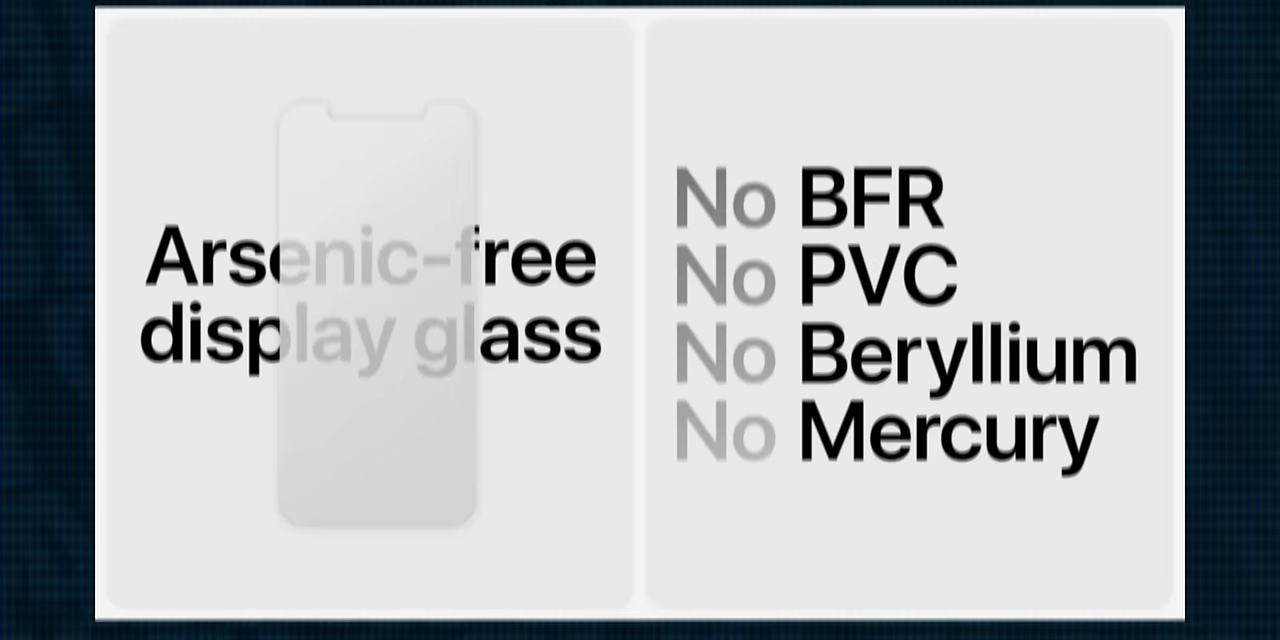 Arsenic-free
display glass
No BFR
No PVC
No Beryllium
No Mercury